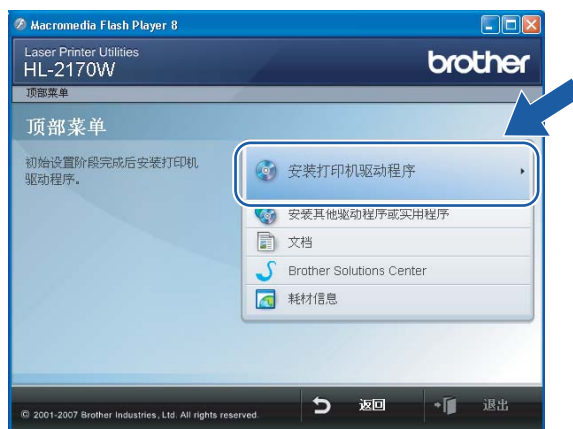 Macromedia Flash Player 8
Laser Printer Utilities
HL-2170W
brother
顶部菜单
顶部菜单
初始设置阶段完成后安装打印机
驱动程序。
安装打印机驱动程序
安装其他驱动程序或实用程序
文档
Brother Solutions Center
耗材信息
© 2001-2007 Brother Industries, Ltd. All rights reserved.
返回
退出